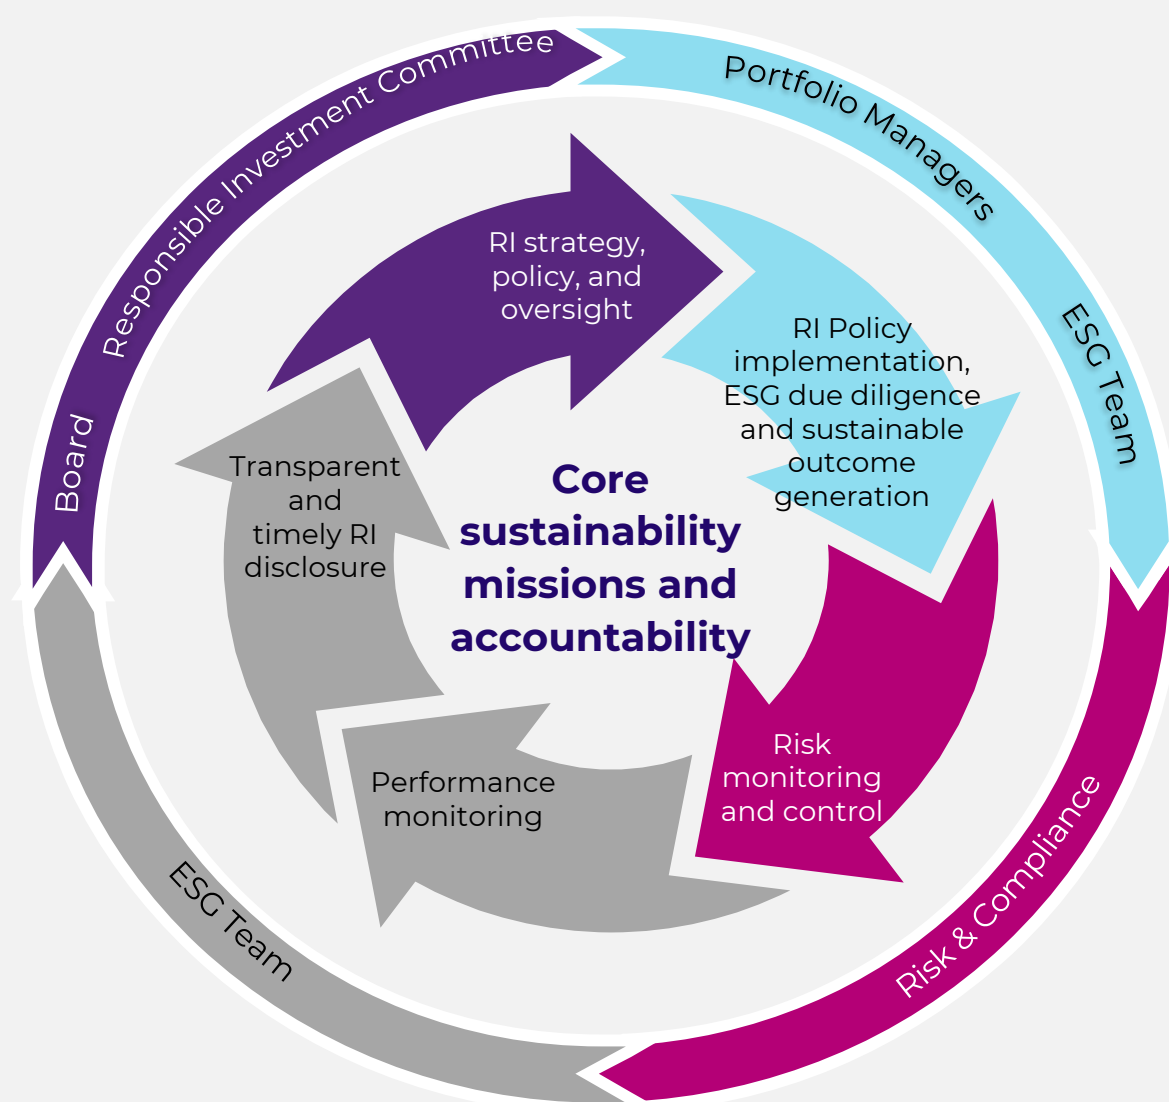 Board
Responsible Investment Committee
Portfolio Managers
ESG Team
Risk & Compliance
ESG Team
RI strategy,
policy, and
oversight
RI Policy
implementation,
ESG due diligence
and sustainable
outcome
generation
Risk
monitoring
and control
Performance
monitoring
Transparent
and
timely RI
disclosure
Core
sustainability
missions and
accountability